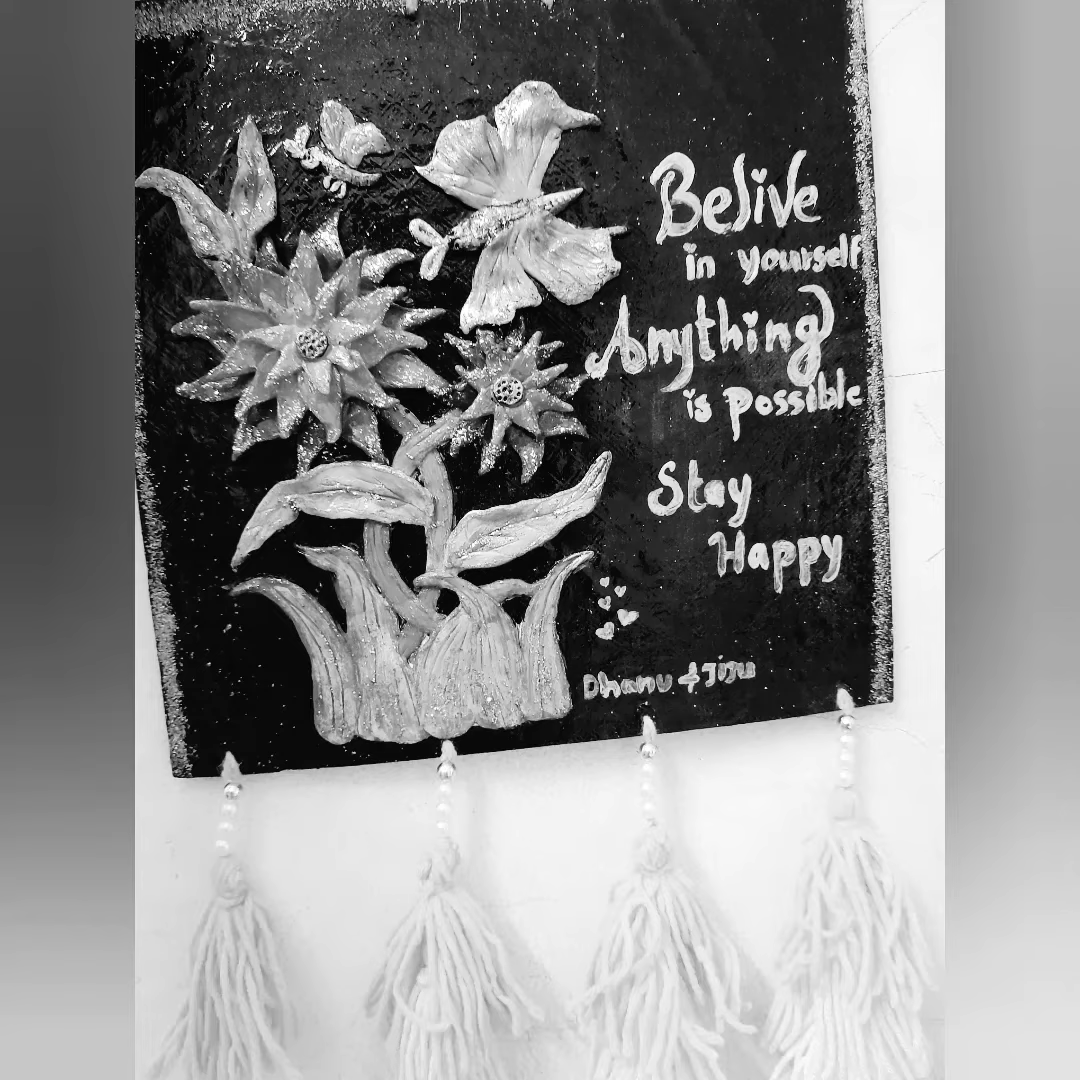 Belive
in yourself
Anything
is possible
Stay
Happy
Dhanu & Jiju